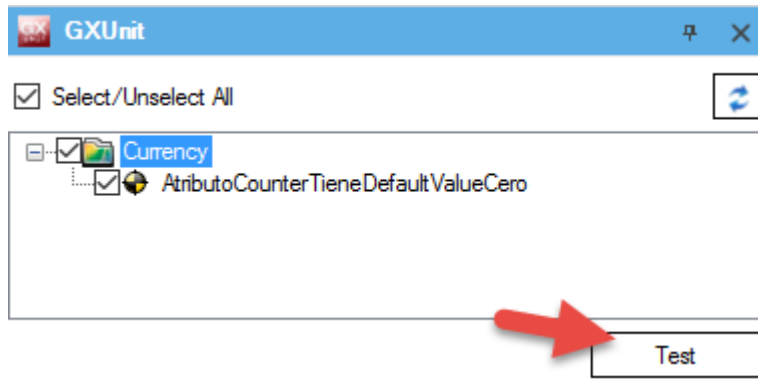 GXUnit
Select/Unselect All
Currency
AtributoCounterTieneDefaultValueCero
Test